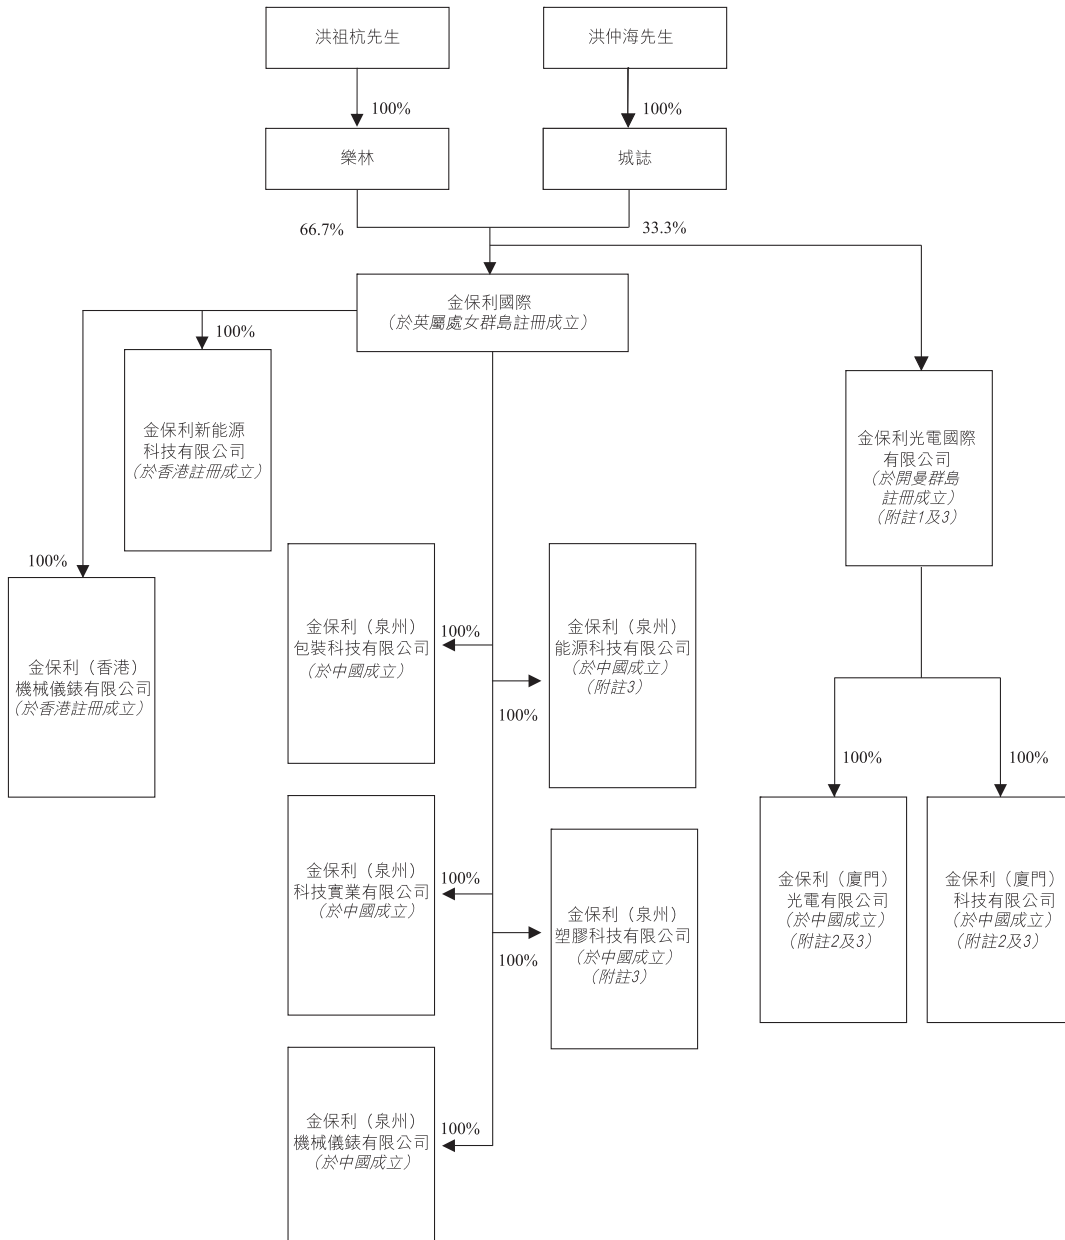 洪祖杭先生
洪仲海先生
100%
100%
樂林
城誌
66.7%
33.3%
金保利國際
（於英屬處女群島註冊成立）
100%
金保利新能源
科技有限公司
（於香港註冊成立）
金保利光電國際
有限公司
（於開曼群島
註冊成立）
（附註1及3）
100%
金保利（香港）
機械儀錶有限公司
（於香港註冊成立）
金保利（泉州）
包裝科技有限公司
（於中國成立）
100%
金保利（泉州）
能源科技有限公司
（於中國成立）
（附註3）
100%
100%
100%
金保利（泉州）
科技實業有限公司
（於中國成立）
100%
金保利（泉州）
塑膠科技有限公司
（於中國成立）
（附註3）
100%
金保利（廈門）
光電有限公司
（於中國成立）
（附註2及3）
金保利（廈門）
科技有限公司
（於中國成立）
（附註2及3）
金保利（泉州）
機械儀錶有限公司
（於中國成立）
100%